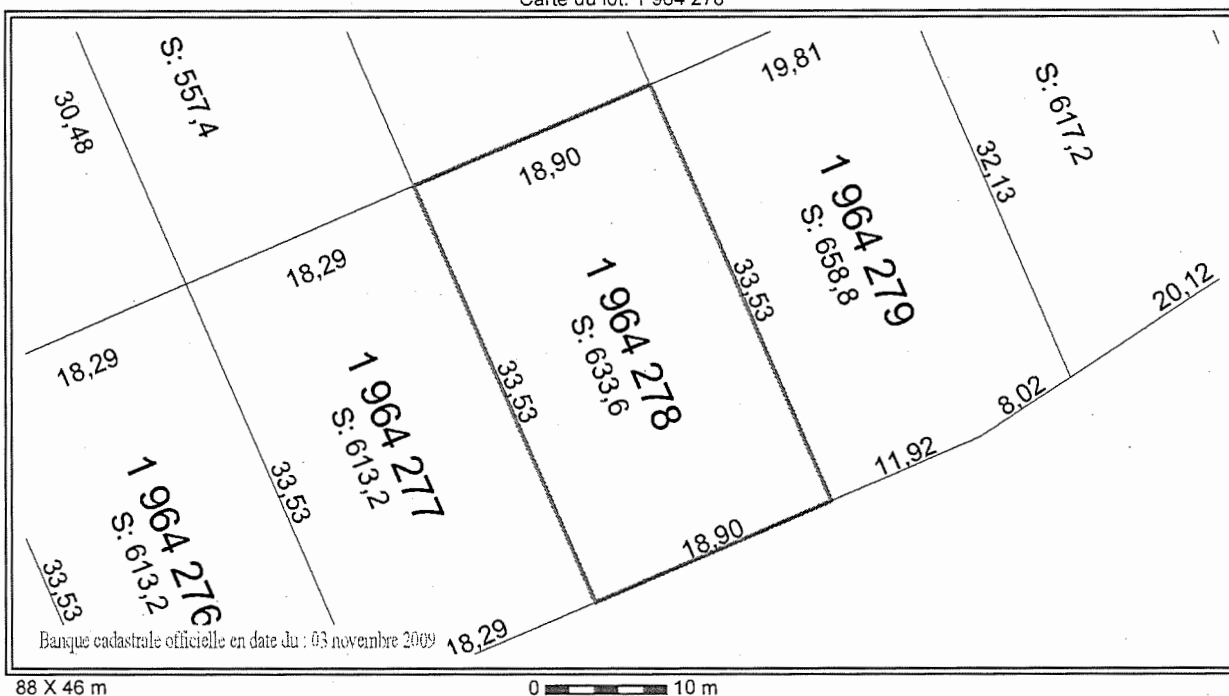 Carte du lot: 1 964 278
S: 557,4
30,48
19,81
S: 617,2
18,90
32,13
1 964 279
S: 658,8
18,29
1 964 278
S: 633,6
33,53
20,12
18,29
1 964 277
S: 613,2
33,53
8,02
11,92
1 964 276
S: 613,2
33,53
18,90
33,53
18,29
Banque cadastrale officielle en date du : 03 novembre 2009
88 X 46 m
0 10 m